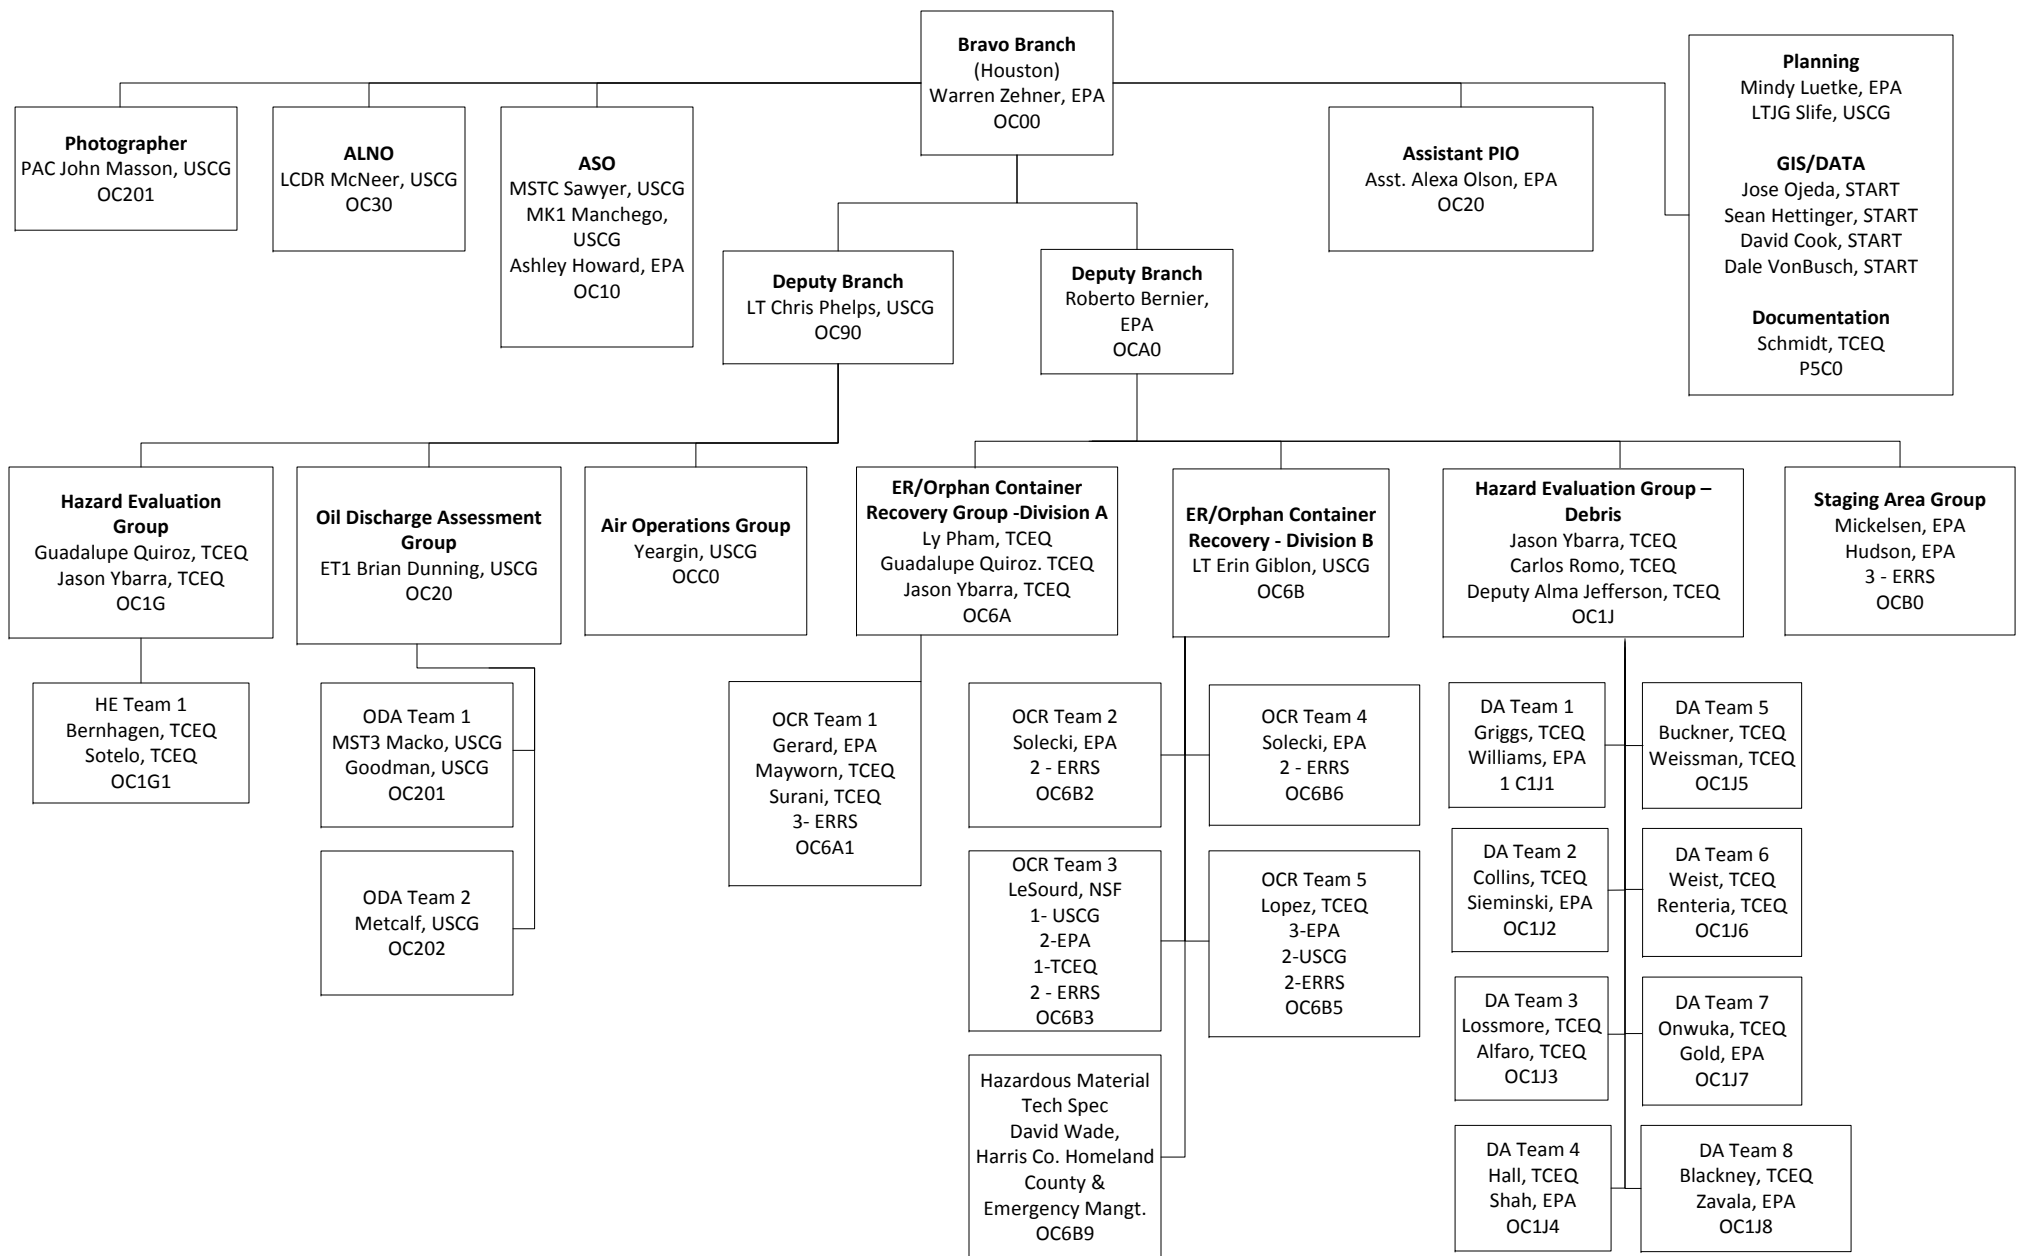 Bravo Branch
(Houston)
Warren Zehner, EPA
OC00
Photographer
PAC John Masson, USCG
OC201
ALNO
LCDR McNeer, USCG
OC30
ASO
MSTC Sawyer, USCG
MK1 Manchego,
USCG
Ashley Howard, EPA
OC10
Assistant PIO
Asst. Alexa Olson, EPA
OC20
Planning
Mindy Luetke, EPA
LTJG Slife, USCG
GIS/DATA
Jose Ojeda, START
Sean Hettinger, START
David Cook, START
Dale VonBusch, START
Documentation
Schmidt, TCEQ
P5C0
Deputy Branch
LT Chris Phelps, USCG
OC90
Deputy Branch
Roberto Bernier,
EPA
OCA0
Hazard Evaluation
Group
Guadalupe Quiroz, TCEQ
Jason Ybarra, TCEQ
OC1G
Oil Discharge Assessment
Group
ET1 Brian Dunning, USCG
OC20
Air Operations Group
Yeargin, USCG
OCC0
ER/Orphan Container
Recovery Group -Division A
Ly Pham, TCEQ
Guadalupe Quiroz. TCEQ
Jason Ybarra, TCEQ
OC6A
ER/Orphan Container
Recovery - Division B
LT Erin Giblon, USCG
OC6B
Hazard Evaluation Group –
Debris
Jason Ybarra, TCEQ
Carlos Romo, TCEQ
Deputy Alma Jefferson, TCEQ
OC1J
Staging Area Group
Mickelsen, EPA
Hudson, EPA
3 - ERRS
OCB0
HE Team 1
Bernhagen, TCEQ
Sotelo, TCEQ
OC1G1
ODA Team 1
MST3 Macko, USCG
Goodman, USCG
OC201
ODA Team 2
Metcalf, USCG
OC202
OCR Team 1
Gerard, EPA
Mayworn, TCEQ
Surani, TCEQ
3- ERRS
OC6A1
OCR Team 2
Solecki, EPA
2 - ERRS
OC6B2
OCR Team 4
Solecki, EPA
2 - ERRS
OC6B6
OCR Team 3
LeSourd, NSF
1- USCG
2-EPA
1-TCEQ
2 - ERRS
OC6B3
OCR Team 5
Lopez, TCEQ
3-EPA
2-USCG
2-ERRS
OC6B5
Hazardous Material
Tech Spec
David Wade,
Harris Co. Homeland
County &
Emergency Mangt.
OC6B9
DA Team 1
Griggs, TCEQ
Williams, EPA
1 C1J1
DA Team 5
Buckner, TCEQ
Weissman, TCEQ
OC1J5
DA Team 2
Collins, TCEQ
Sieminski, EPA
OC1J2
DA Team 6
Weist, TCEQ
Renteria, TCEQ
OC1J6
DA Team 3
Lossmore, TCEQ
Alfaro, TCEQ
OC1J3
DA Team 7
Onwuka, TCEQ
Gold, EPA
OC1J7
DA Team 4
Hall, TCEQ
Shah, EPA
OC1J4
DA Team 8
Blackney, TCEQ
Zavala, EPA
OC1J8